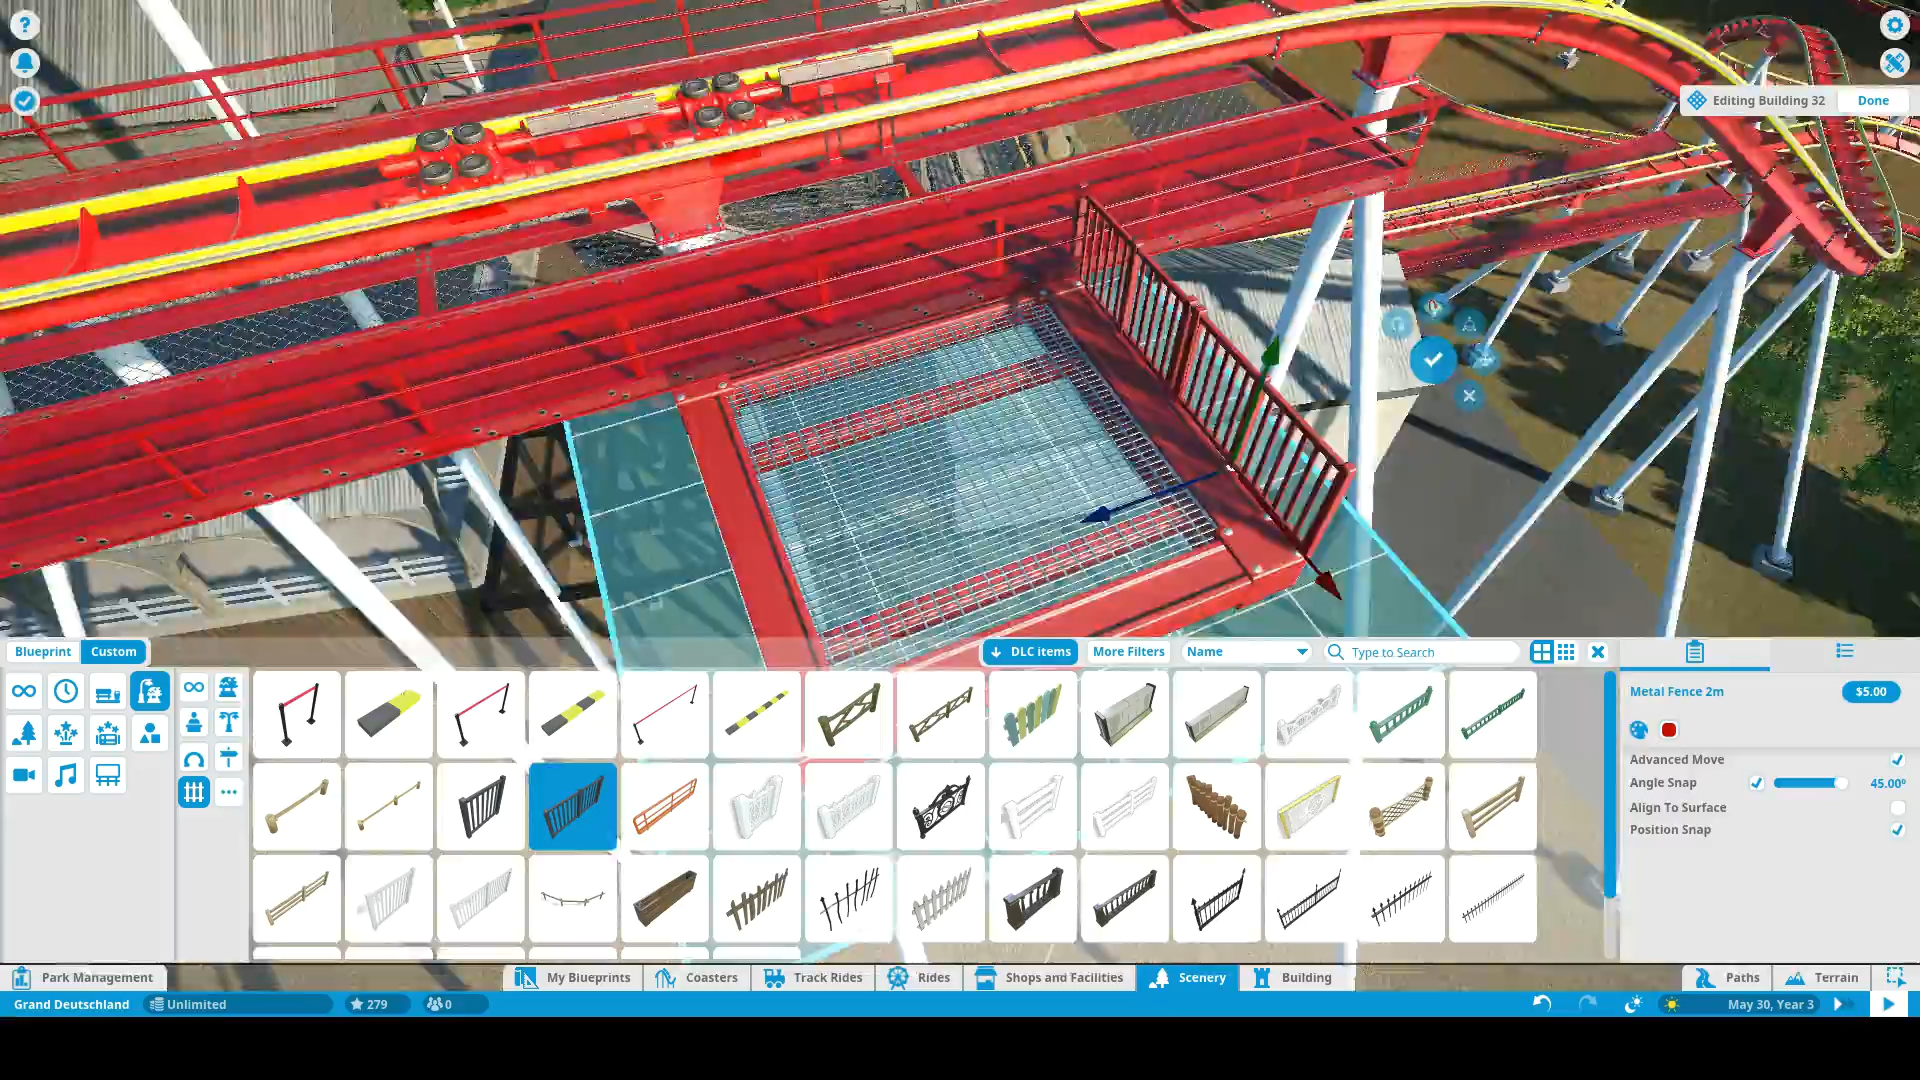 ?
Editing Building 32
Done
Blueprint
Custom
DLC items
More Filters
Name
Type to Search
Metal Fence 2m
$5.00
Advanced Move
Angle Snap
45.00º
Align To Surface
Position Snap
Park Management
My Blueprints
Coasters
Track Rides
Rides
Shops and Facilities
Scenery
Building
Paths
Terrain
Grand Deutschland
Unlimited
279
0
May 30, Year 3